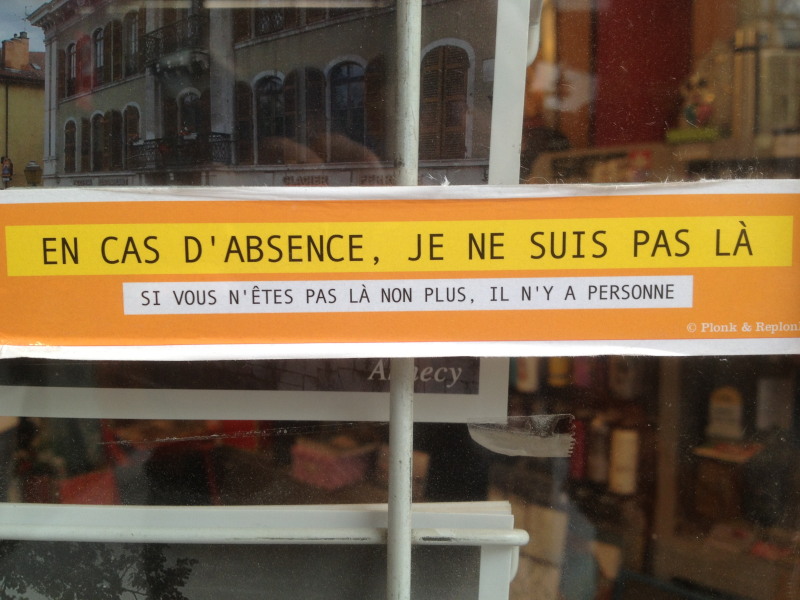 EN CAS D'ABSENCE, JE NE SUIS PAS LÀ
SI VOUS N'ÊTES PAS LÀ NON PLUS, IL N'Y A PERSONNE
© Plonk & Replonk
Annecy